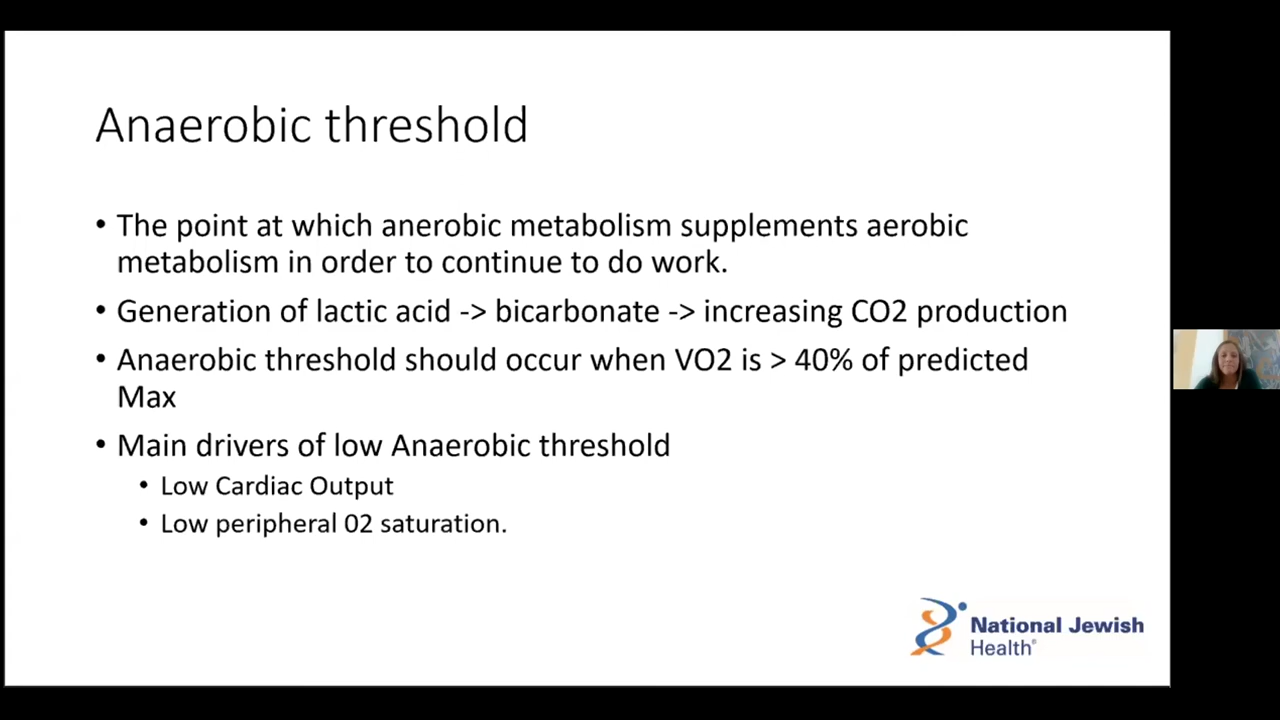 Anaerobic threshold
• The point at which anerobic metabolism supplements aerobic
metabolism in order to continue to do work.
• Generation of lactic acid -> bicarbonate -> increasing CO2 production
• Anaerobic threshold should occur when VO2 is > 40% of predicted
Max
• Main drivers of low Anaerobic threshold
• Low Cardiac Output
• Low peripheral 02 saturation.
National Jewish
Health®